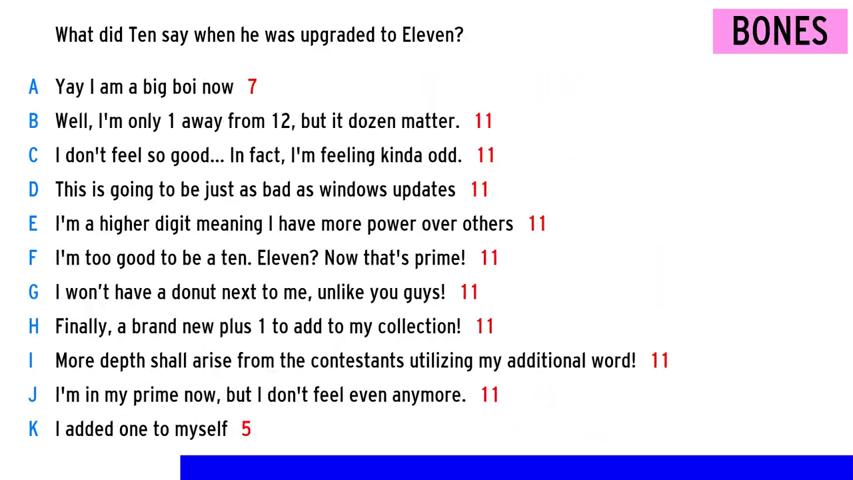 What did Ten say when he was upgraded to Eleven?
BONES
A Yay I am a big boi now 7
B Well, I'm only 1 away from 12, but it dozen matter. 11
C I don't feel so good... In fact, I'm feeling kinda odd. 11
D This is going to be just as bad as windows updates 11
E I'm a higher digit meaning I have more power over others 11
F I'm too good to be a ten. Eleven? Now that's prime! 11
G I won’t have a donut next to me, unlike you guys! 11
H Finally, a brand new plus 1 to add to my collection! 11
I More depth shall arise from the contestants utilizing my additional word! 11
J I'm in my prime now, but I don't feel even anymore. 11
K I added one to myself 5